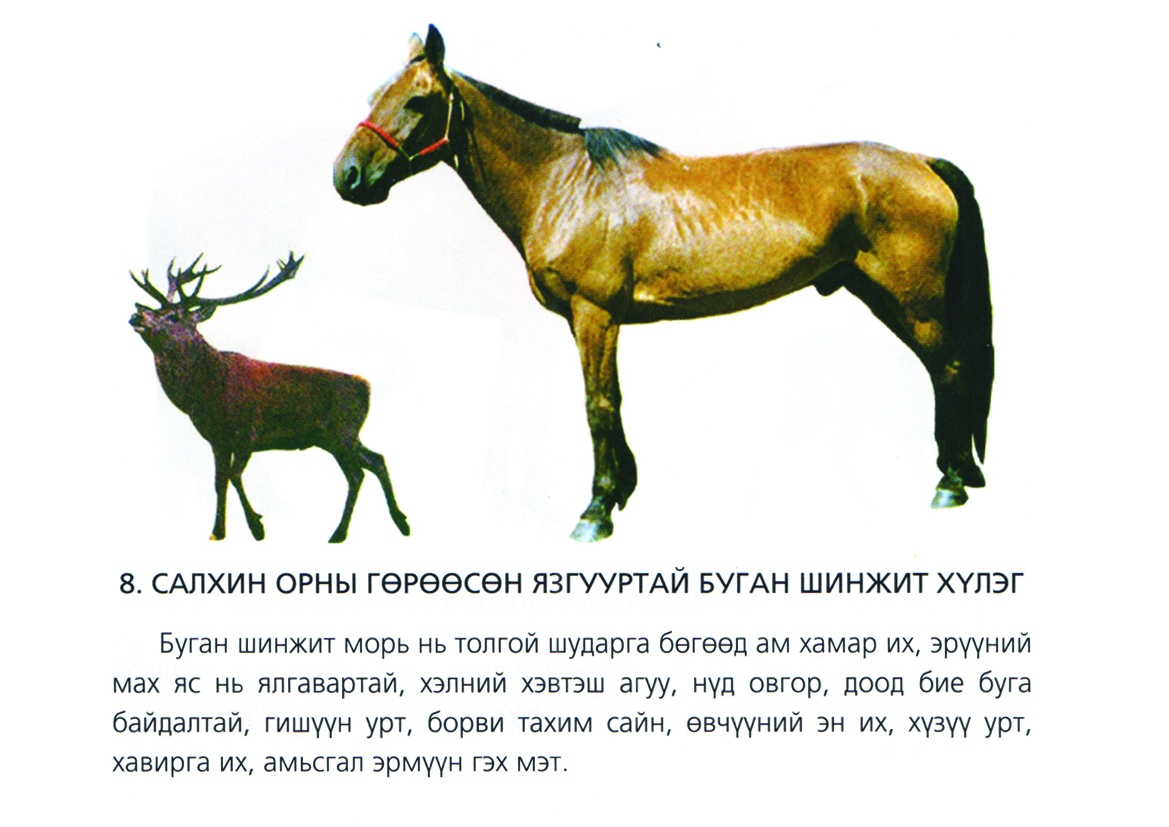 8. САЛХИН ОРНЫ ГӨРӨӨСӨН ЯЗГУУРТАЙ БУГАН ШИНЖИТ ХҮЛЭГ
Буган шинжит морь нь толгой шударга бөгөөд ам хамар их, эрүүний
мах яс нь ялгавартай, хэлний хэвтэш агуу, нүд овгор, доод бие буга
байдалтай, гишүүн урт, борви тахим сайн, өвчүүний эн их, хүзүү урт,
хавирга их, амьсгал эрмүүн гэх мэт.